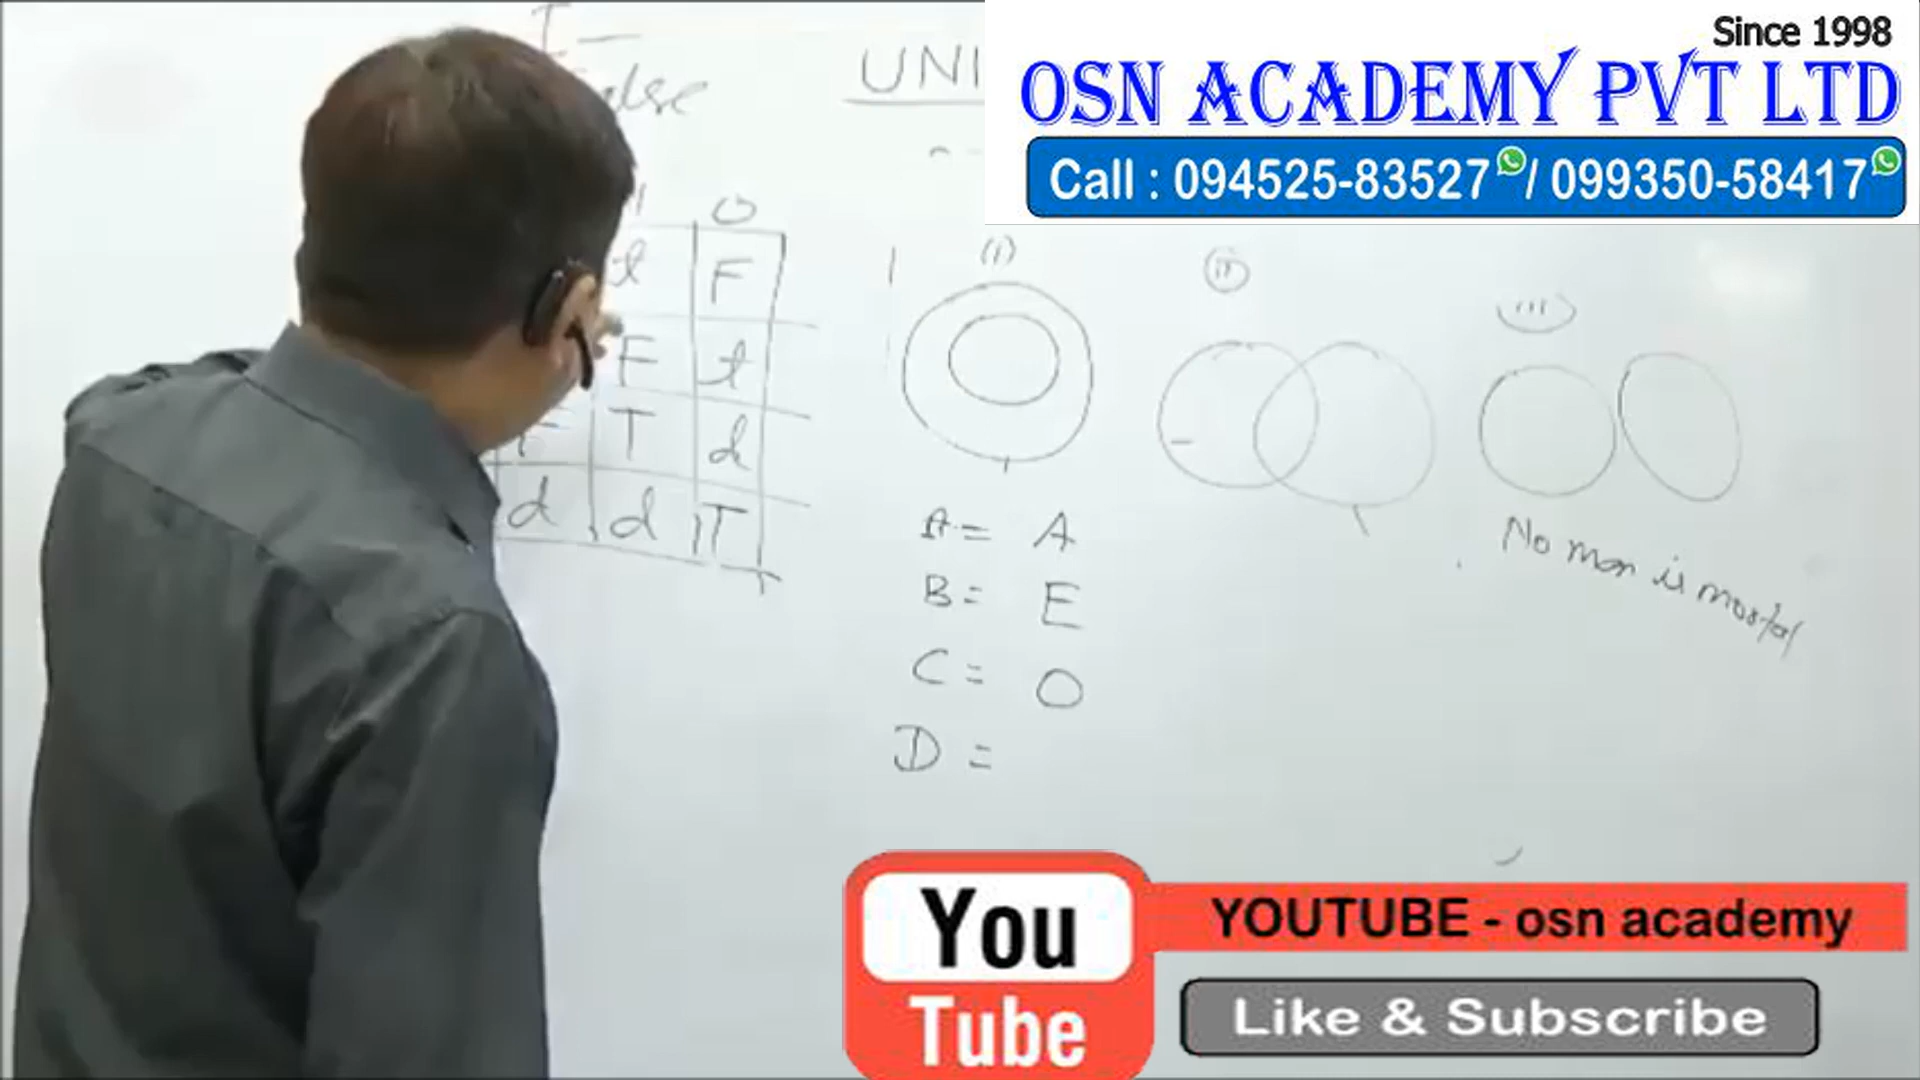 Since 1998
OSN ACADEMY PVT LTD
Call : 094525-83527 / 099350-58417
UNI
O
t F
F t
F T d
d d T
(i)
(ii)
(iii)
No man is mortal
A = A
B = E
C = O
D =
You
Tube
YOUTUBE - osn academy
Like & Subscribe